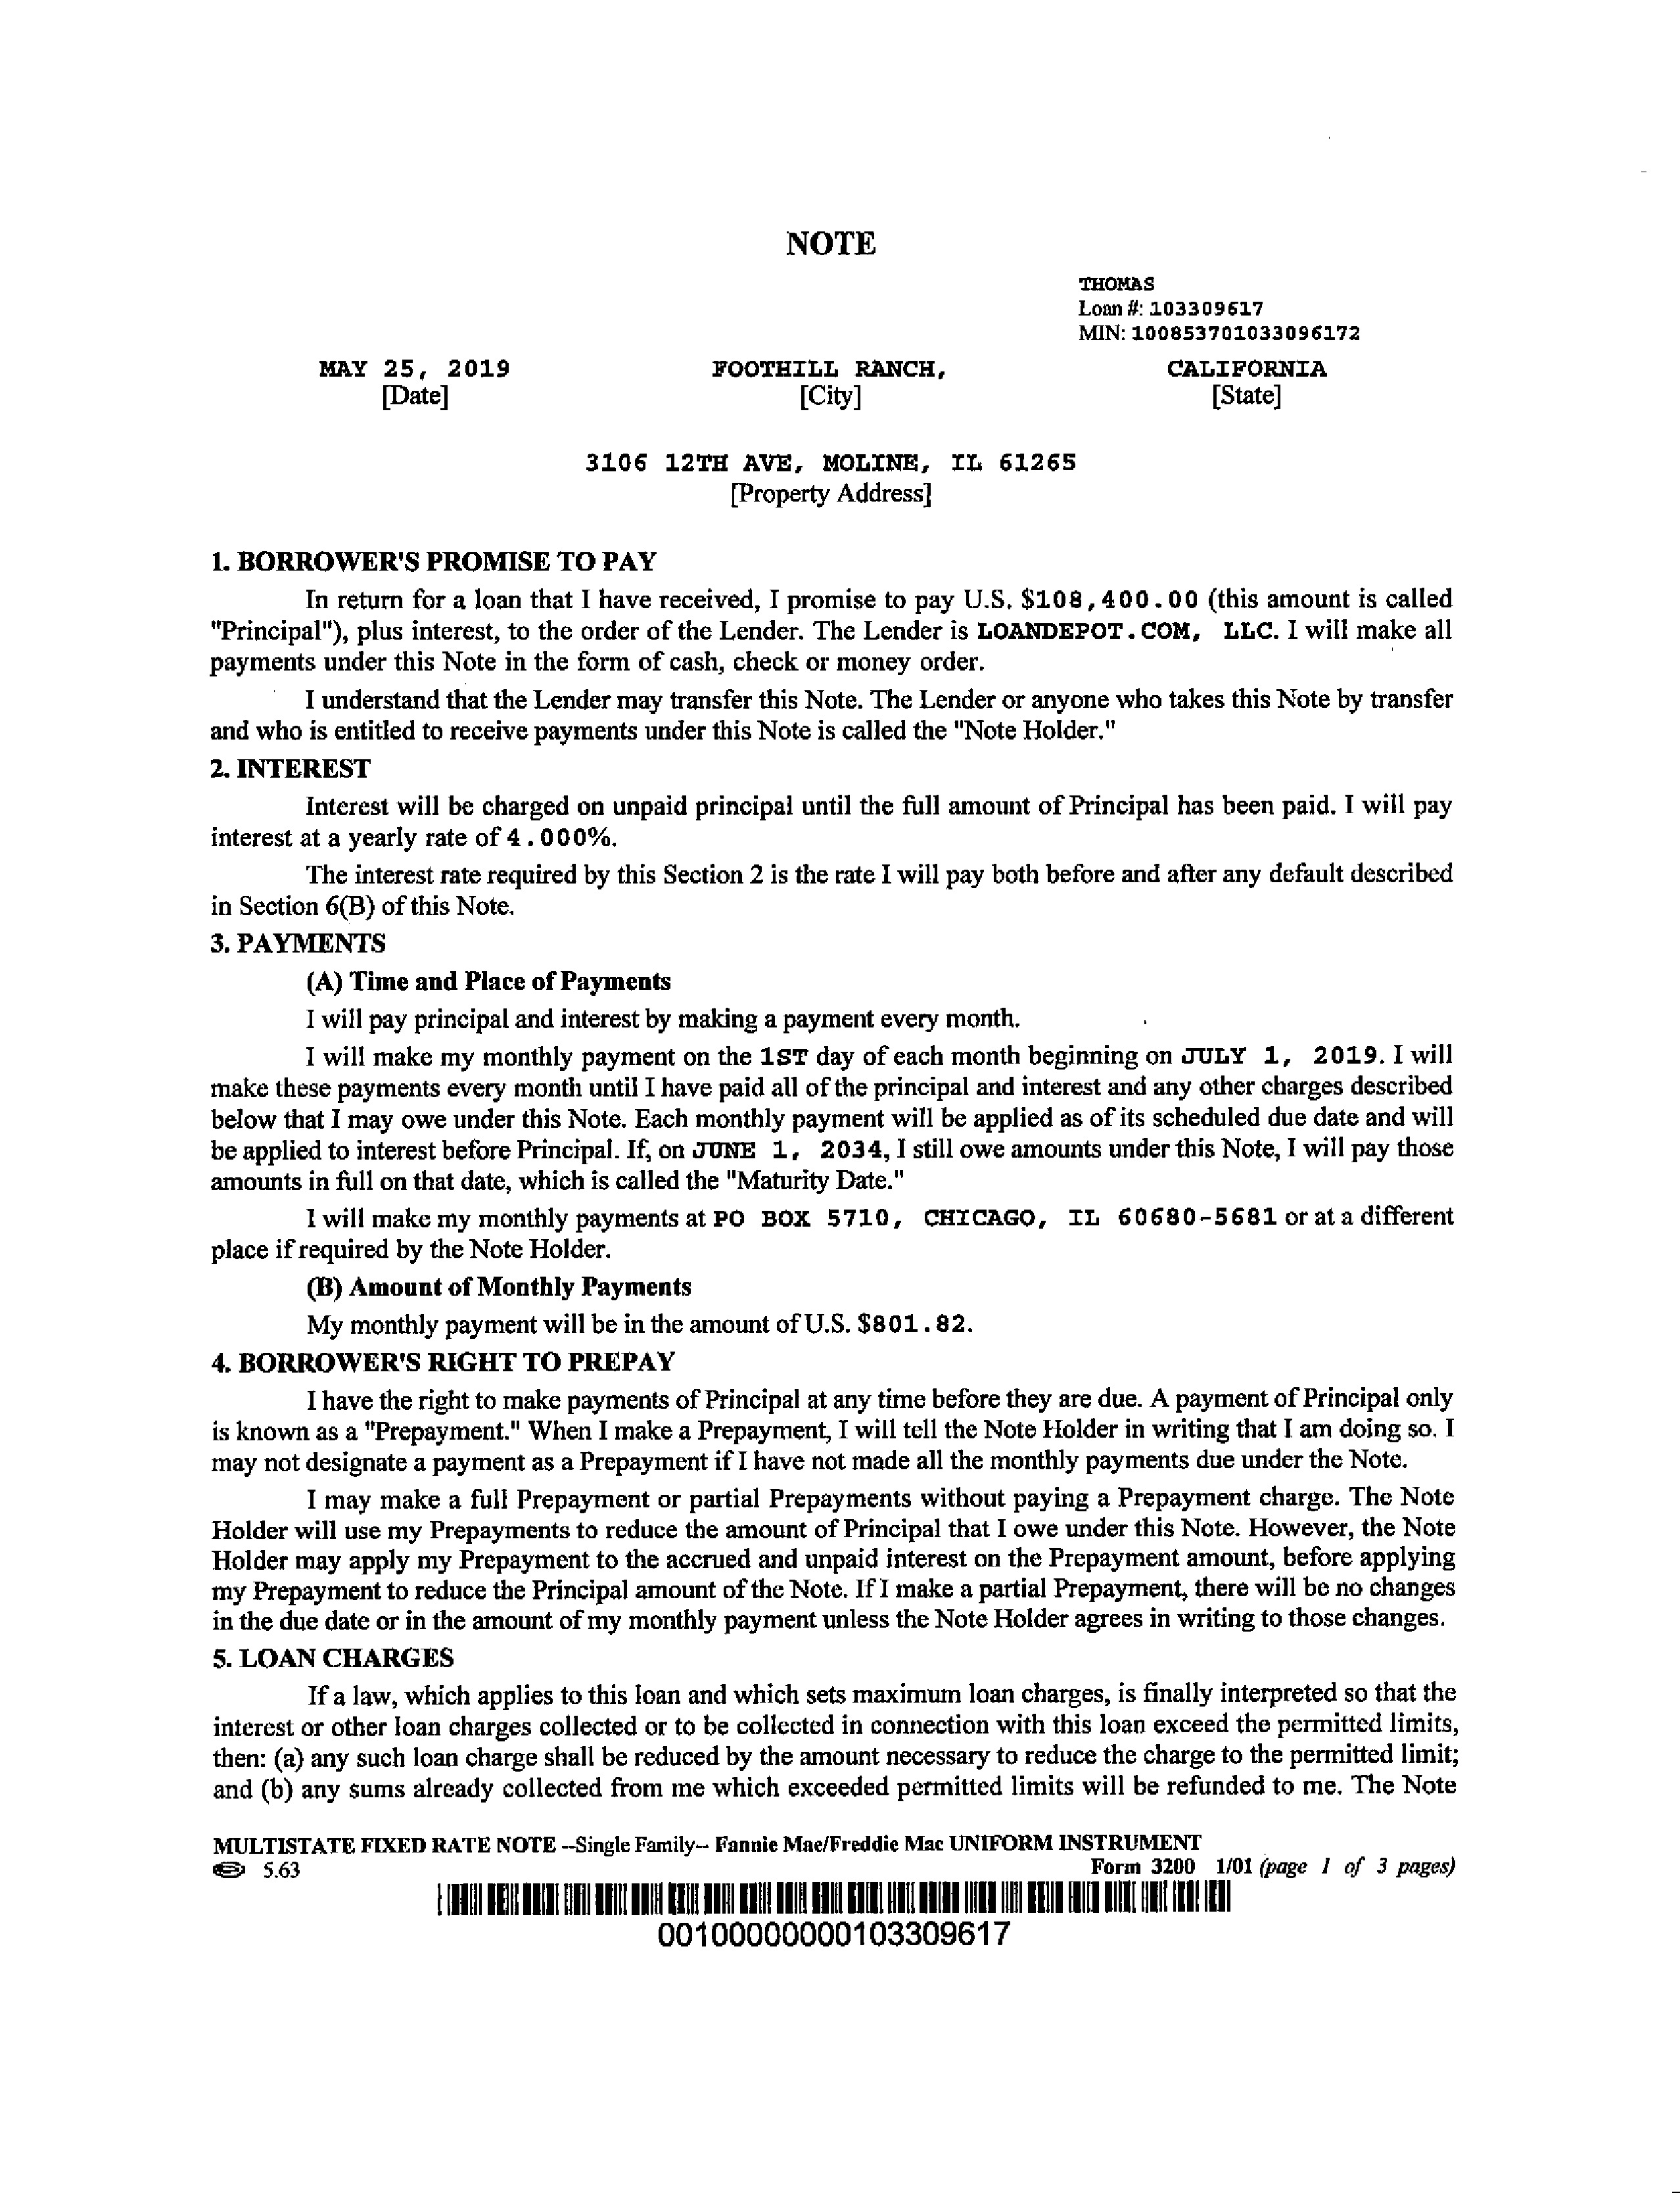 NOTE
THOMAS
Loan #: 103309617
MIN: 100853701033096172
MAY 25, 2019 FOOTHILL RANCH, CALIFORNIA
[Date] [City] [State]
3106 12TH AVE, MOLINE, IL 61265
[Property Address]
1. BORROWER'S PROMISE TO PAY
In return for a loan that I have received, I promise to pay U.S. $108,400.00 (this amount is called
"Principal"), plus interest, to the order of the Lender. The Lender is LOANDEPOT.COM, LLC. I will make all
payments under this Note in the form of cash, check or money order.
I understand that the Lender may transfer this Note. The Lender or anyone who takes this Note by transfer
and who is entitled to receive payments under this Note is called the "Note Holder."
2. INTEREST
Interest will be charged on unpaid principal until the full amount of Principal has been paid. I will pay
interest at a yearly rate of 4.000%.
The interest rate required by this Section 2 is the rate I will pay both before and after any default described
in Section 6(B) of this Note.
3. PAYMENTS
(A) Time and Place of Payments
I will pay principal and interest by making a payment every month.
I will make my monthly payment on the 1ST day of each month beginning on JULY 1, 2019. I will
make these payments every month until I have paid all of the principal and interest and any other charges described
below that I may owe under this Note. Each monthly payment will be applied as of its scheduled due date and will
be applied to interest before Principal. If, on JUNE 1, 2034, I still owe amounts under this Note, I will pay those
amounts in full on that date, which is called the "Maturity Date."
I will make my monthly payments at PO BOX 5710, CHICAGO, IL 60680-5681 or at a different
place if required by the Note Holder.
(B) Amount of Monthly Payments
My monthly payment will be in the amount of U.S. $801.82.
4. BORROWER'S RIGHT TO PREPAY
I have the right to make payments of Principal at any time before they are due. A payment of Principal only
is known as a "Prepayment." When I make a Prepayment, I will tell the Note Holder in writing that I am doing so. I
may not designate a payment as a Prepayment if I have not made all the monthly payments due under the Note.
I may make a full Prepayment or partial Prepayments without paying a Prepayment charge. The Note
Holder will use my Prepayments to reduce the amount of Principal that I owe under this Note. However, the Note
Holder may apply my Prepayment to the accrued and unpaid interest on the Prepayment amount, before applying
my Prepayment to reduce the Principal amount of the Note. If I make a partial Prepayment, there will be no changes
in the due date or in the amount of my monthly payment unless the Note Holder agrees in writing to those changes.
5. LOAN CHARGES
If a law, which applies to this loan and which sets maximum loan charges, is finally interpreted so that the
interest or other loan charges collected or to be collected in connection with this loan exceed the permitted limits,
then: (a) any such loan charge shall be reduced by the amount necessary to reduce the charge to the permitted limit;
and (b) any sums already collected from me which exceeded permitted limits will be refunded to me. The Note
MULTISTATE FIXED RATE NOTE --Single Family-- Fannie Mae/Freddie Mac UNIFORM INSTRUMENT
5.63 Form 3200 1/01 (page 1 of 3 pages)
00100000000103309617